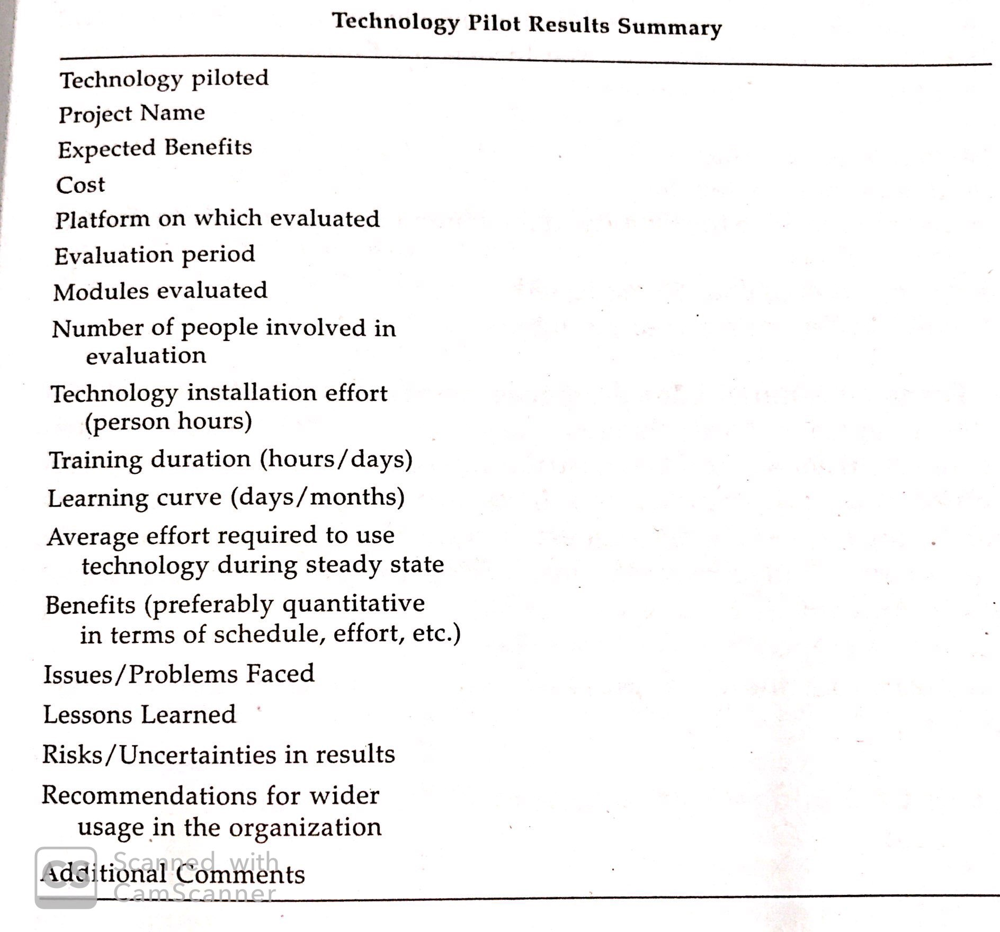 Technology Pilot Results Summary
Technology piloted
Project Name
Expected Benefits
Cost
Platform on which evaluated
Evaluation period
Modules evaluated
Number of people involved in
evaluation
Technology installation effort
(person hours)
Training duration (hours/days)
Learning curve (days/months)
Average effort required to use
technology during steady state
Benefits (preferably quantitative
in terms of schedule, effort, etc.)
Issues/Problems Faced
Lessons Learned
Risks/Uncertainties in results
Recommendations for wider
usage in the organization
Additional Comments
CS
Scanned with
CamScanner